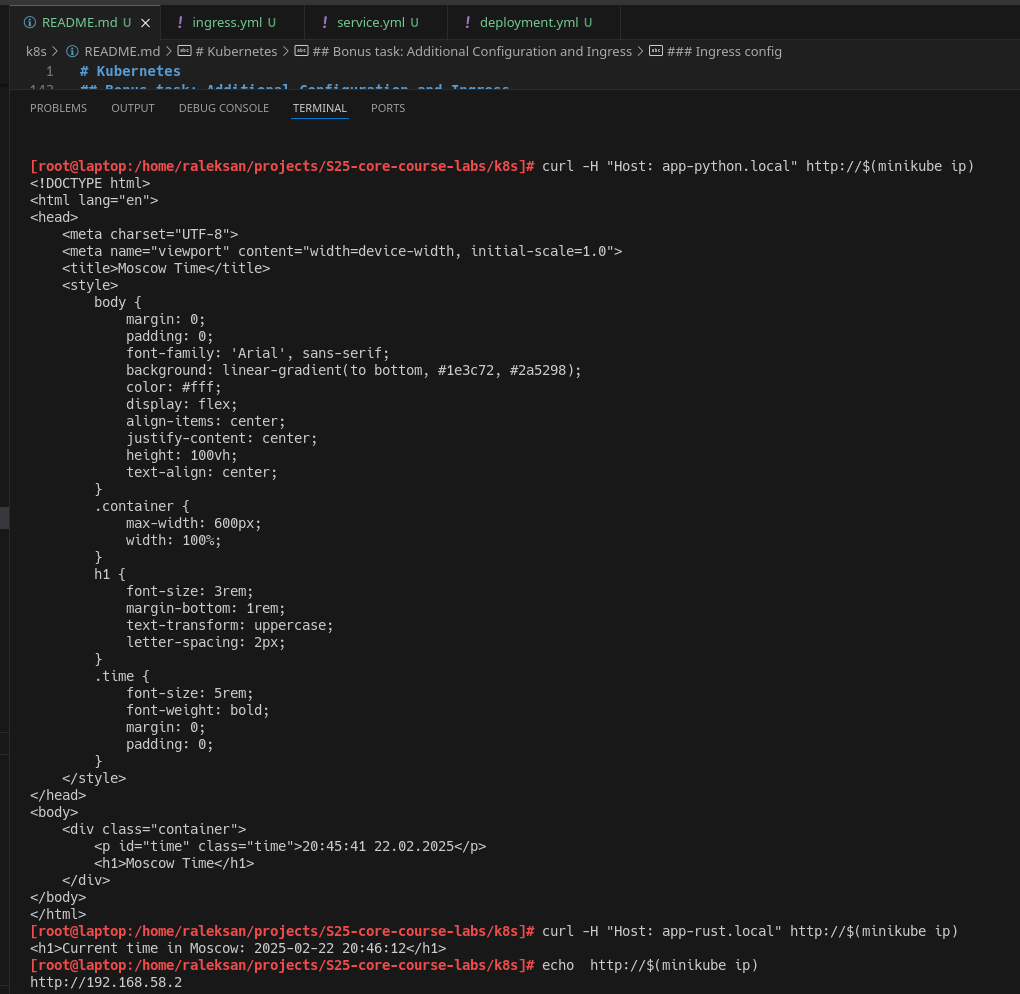 README.md U
ingress.yml U
service.yml U
deployment.yml U
k8s > README.md > # Kubernetes > ## Bonus task: Additional Configuration and Ingress > ### Ingress config
1 # Kubernetes
## Bonus task: Additional Configuration and Ingress
PROBLEMS OUTPUT DEBUG CONSOLE TERMINAL PORTS
[root@laptop:/home/raleksan/projects/S25-core-course-labs/k8s]# curl -H "Host: app-python.local" http://$(minikube ip)
<!DOCTYPE html>
<html lang="en">
<head>
    <meta charset="UTF-8">
    <meta name="viewport" content="width=device-width, initial-scale=1.0">
    <title>Moscow Time</title>
    <style>
        body {
            margin: 0;
            padding: 0;
            font-family: 'Arial', sans-serif;
            background: linear-gradient(to bottom, #1e3c72, #2a5298);
            color: #fff;
            display: flex;
            align-items: center;
            justify-content: center;
            height: 100vh;
            text-align: center;
        }
        .container {
            max-width: 600px;
            width: 100%;
        }
        h1 {
            font-size: 3rem;
            margin-bottom: 1rem;
            text-transform: uppercase;
            letter-spacing: 2px;
        }
        .time {
            font-size: 5rem;
            font-weight: bold;
            margin: 0;
            padding: 0;
        }
    </style>
</head>
<body>
    <div class="container">
        <p id="time" class="time">20:45:41 22.02.2025</p>
        <h1>Moscow Time</h1>
    </div>
</body>
</html>
[root@laptop:/home/raleksan/projects/S25-core-course-labs/k8s]# curl -H "Host: app-rust.local" http://$(minikube ip)
<h1>Current time in Moscow: 2025-02-22 20:46:12</h1>
[root@laptop:/home/raleksan/projects/S25-core-course-labs/k8s]# echo  http://$(minikube ip)
http://192.168.58.2